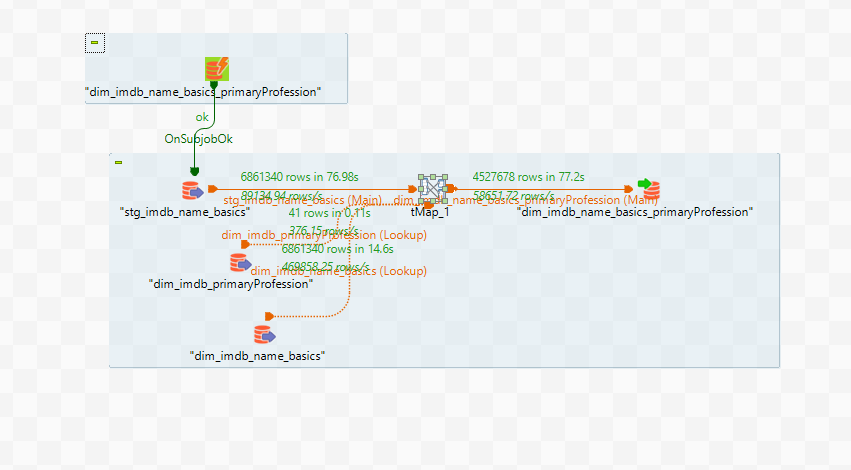 "dim_imdb_name_basics_primaryProfession"
ok
OnSubjobOk
6861340 rows in 76.98s
89134.94 rows/s
stg_imdb_name_basics (Main)
"stg_imdb_name_basics"
tMap_1
4527678 rows in 77.2s
58651.72 rows/s
dim_imdb_name_basics_primaryProfession (Main)
"dim_imdb_name_basics_primaryProfession"
41 rows in 0.11s
376.15 rows/s
dim_imdb_primaryProfession (Lookup)
"dim_imdb_primaryProfession"
6861340 rows in 14.6s
469858.25 rows/s
dim_imdb_name_basics (Lookup)
"dim_imdb_name_basics"